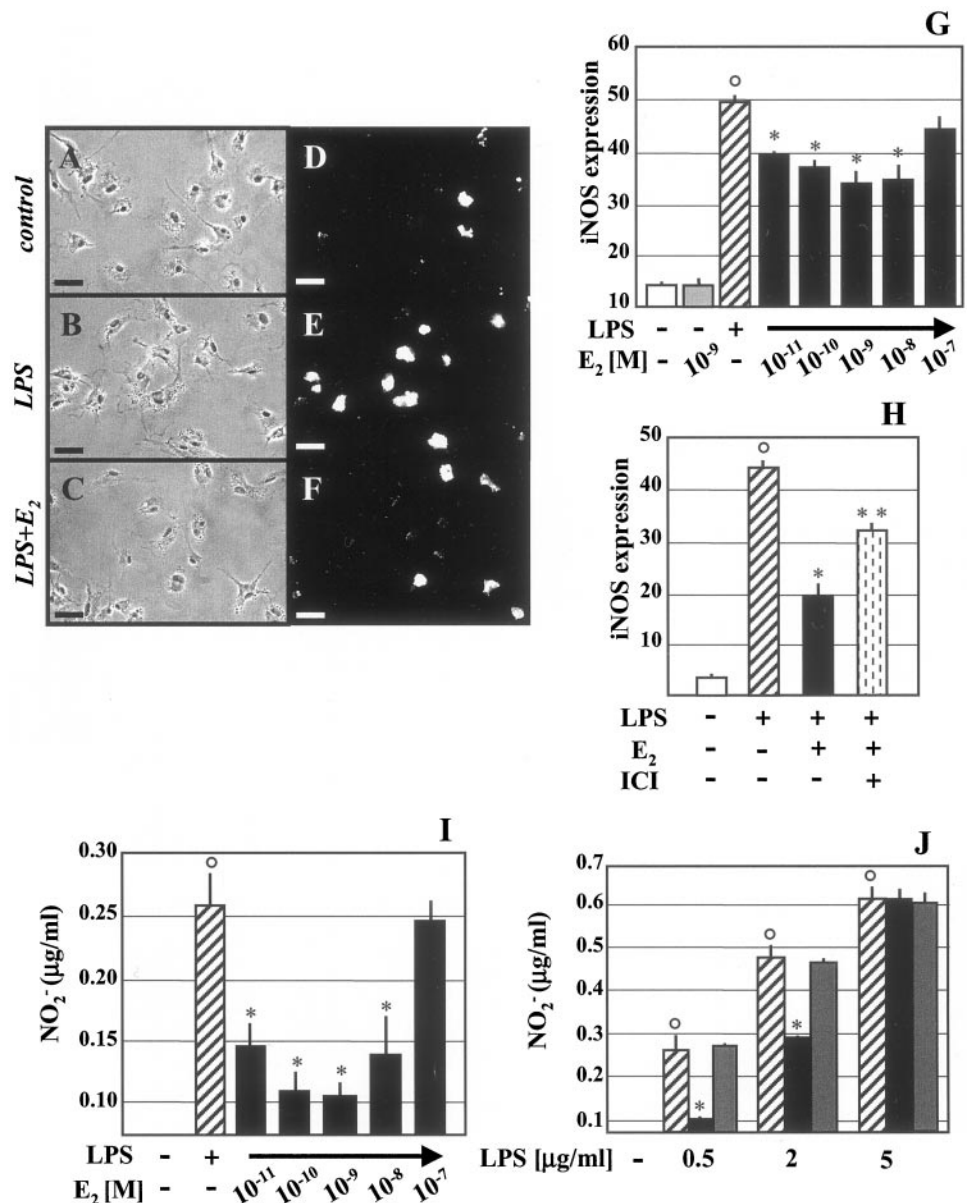 control
A
D
LPS
B
E
LPS+E₂
C
F
G
iNOS expression
60
50
40
30
20
10
LPS - - +
E₂ [M] - 10⁻⁹ - 10⁻¹¹ 10⁻¹⁰ 10⁻⁹ 10⁻⁸ 10⁻⁷
* * * *
H
iNOS expression
50
40
30
20
10
* **
LPS - + + +
E₂ - - + +
ICI - - - +
I
NO₂⁻ (µg/ml)
0.30
0.25
0.20
0.15
0.10
* * * *
LPS - +
E₂ [M] - - 10⁻¹¹ 10⁻¹⁰ 10⁻⁹ 10⁻⁸ 10⁻⁷
J
NO₂⁻ (µg/ml)
0.7
0.6
0.5
0.4
0.3
0.2
0.1
* *
LPS [µg/ml] - 0.5 2 5